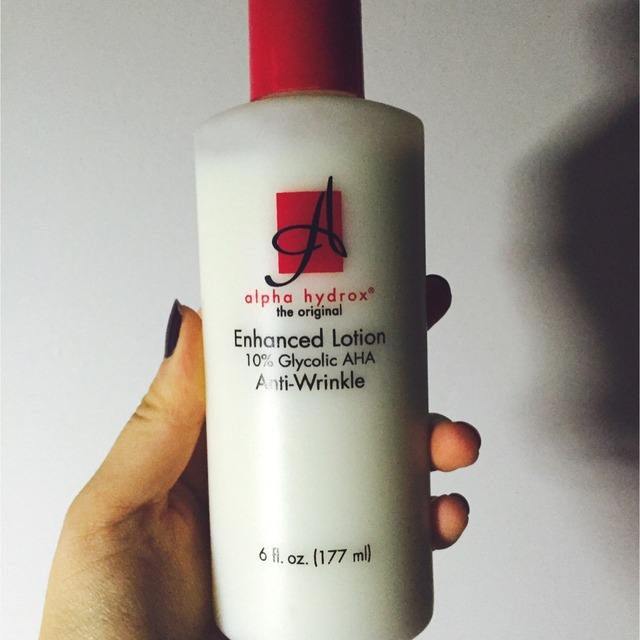 A
alpha hydrox®
the original
Enhanced Lotion
10% Glycolic AHA
Anti-Wrinkle
6 fl. oz. (177 ml)